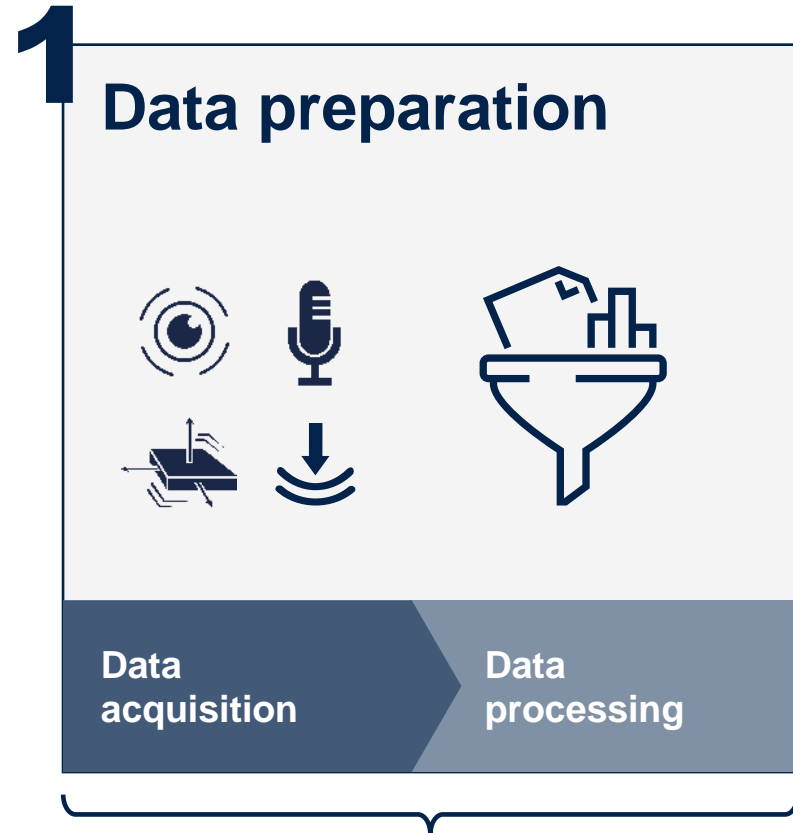 1
Data preparation
Data
acquisition
Data
processing